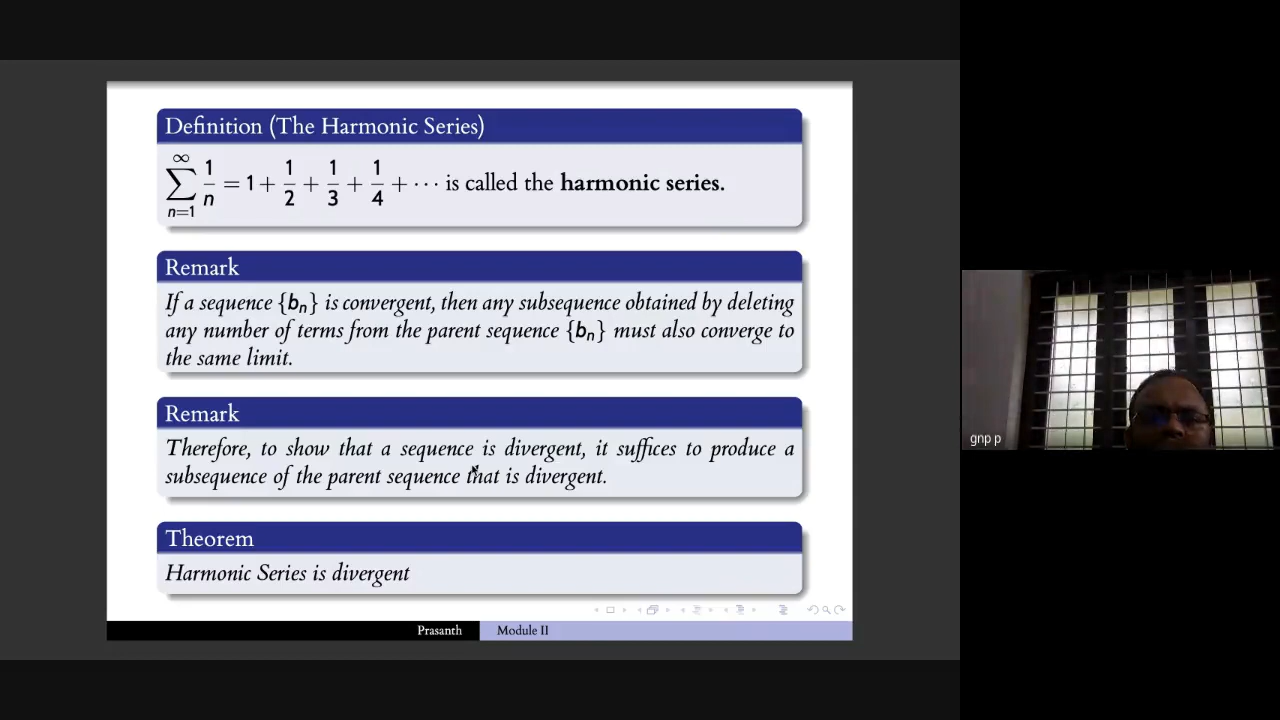 Definition (The Harmonic Series)
∞
∑ 1/n = 1 + 1/2 + 1/3 + 1/4 + ··· is called the harmonic series.
n=1
Remark
If a sequence {bₙ} is convergent, then any subsequence obtained by deleting
any number of terms from the parent sequence {bₙ} must also converge to
the same limit.
Remark
Therefore, to show that a sequence is divergent, it suffices to produce a
subsequence of the parent sequence that is divergent.
Theorem
Harmonic Series is divergent
Prasanth Module II
gnp p